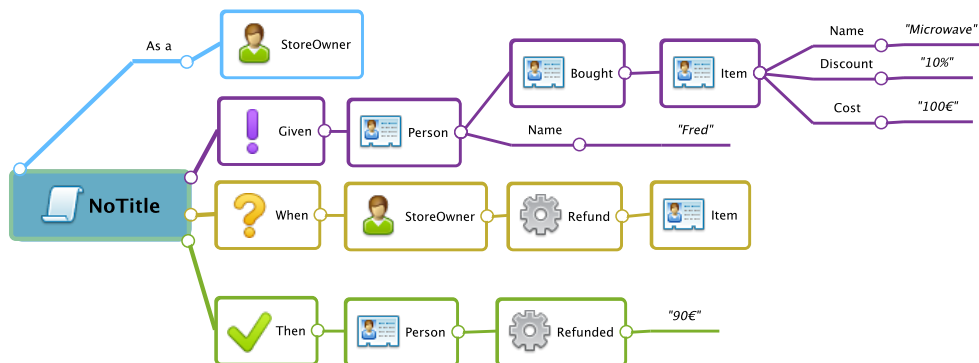 As a
StoreOwner
Name
"Microwave"
Bought
Item
Discount
"10%"
Cost
"100€"
Given
Person
Name
"Fred"
NoTitle
When
StoreOwner
Refund
Item
Then
Person
Refunded
"90€"